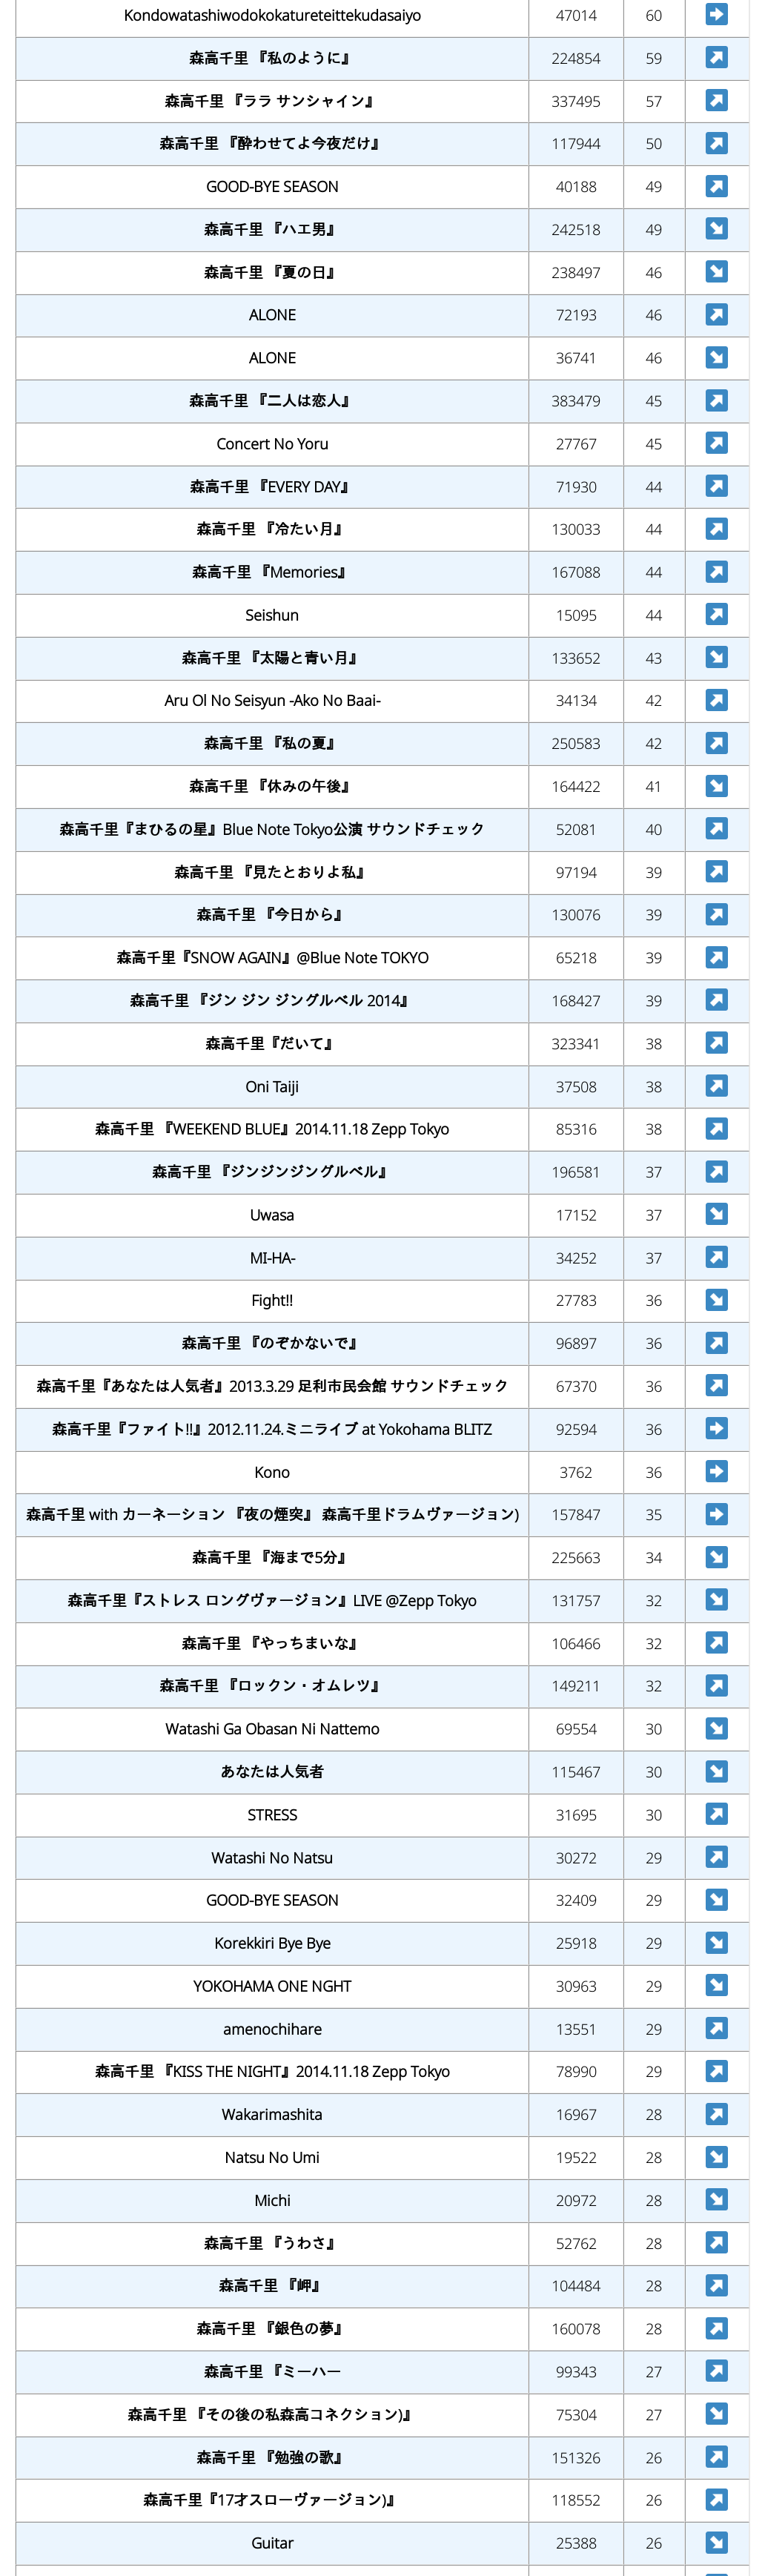 Kondowatashiwodokokatureteittekudasaiyo 47014 60 ➡
森高千里 『私のように』 224854 59 ↗
森高千里 『ララ サンシャイン』 337495 57 ↗
森高千里 『酔わせてよ今夜だけ』 117944 50 ↗
GOOD-BYE SEASON 40188 49 ↗
森高千里 『ハエ男』 242518 49 ↘
森高千里 『夏の日』 238497 46 ↘
ALONE 72193 46 ↗
ALONE 36741 46 ↘
森高千里 『二人は恋人』 383479 45 ↗
Concert No Yoru 27767 45 ↗
森高千里 『EVERY DAY』 71930 44 ↗
森高千里 『冷たい月』 130033 44 ↗
森高千里 『Memories』 167088 44 ↗
Seishun 15095 44 ↗
森高千里 『太陽と青い月』 133652 43 ↘
Aru Ol No Seisyun -Ako No Baai- 34134 42 ↗
森高千里 『私の夏』 250583 42 ↗
森高千里 『休みの午後』 164422 41 ↘
森高千里『まひるの星』Blue Note Tokyo公演 サウンドチェック 52081 40 ↗
森高千里 『見たとおりよ私』 97194 39 ↗
森高千里 『今日から』 130076 39 ↗
森高千里『SNOW AGAIN』@Blue Note TOKYO 65218 39 ↗
森高千里 『ジン ジン ジングルベル 2014』 168427 39 ↗
森高千里『だいて』 323341 38 ↗
Oni Taiji 37508 38 ↗
森高千里 『WEEKEND BLUE』2014.11.18 Zepp Tokyo 85316 38 ↗
森高千里 『ジンジンジングルベル』 196581 37 ↗
Uwasa 17152 37 ↘
MI-HA- 34252 37 ↗
Fight!! 27783 36 ↘
森高千里 『のぞかないで』 96897 36 ↗
森高千里『あなたは人気者』2013.3.29 足利市民会館 サウンドチェック 67370 36 ↗
森高千里『ファイト!!』2012.11.24.ミニライブ at Yokohama BLITZ 92594 36 ➡
Kono 3762 36 ➡
森高千里 with カーネーション 『夜の煙突』 森高千里ドラムヴァージョン) 157847 35 ➡
森高千里 『海まで5分』 225663 34 ↘
森高千里『ストレス ロングヴァージョン』LIVE @Zepp Tokyo 131757 32 ↘
森高千里 『やっちまいな』 106466 32 ↗
森高千里 『ロックン・オムレツ』 149211 32 ↗
Watashi Ga Obasan Ni Nattemo 69554 30 ↘
あなたは人気者 115467 30 ↘
STRESS 31695 30 ↗
Watashi No Natsu 30272 29 ↗
GOOD-BYE SEASON 32409 29 ↘
Korekkiri Bye Bye 25918 29 ↘
YOKOHAMA ONE NGHT 30963 29 ↘
amenochihare 13551 29 ↗
森高千里 『KISS THE NIGHT』2014.11.18 Zepp Tokyo 78990 29 ↗
Wakarimashita 16967 28 ↗
Natsu No Umi 19522 28 ↘
Michi 20972 28 ↘
森高千里 『うわさ』 52762 28 ↗
森高千里 『岬』 104484 28 ↗
森高千里 『銀色の夢』 160078 28 ↗
森高千里 『ミーハー 99343 27 ↗
森高千里 『その後の私森高コネクション)』 75304 27 ↘
森高千里 『勉強の歌』 151326 26 ↗
森高千里『17才スローヴァージョン)』 118552 26 ↗
Guitar 25388 26 ↘